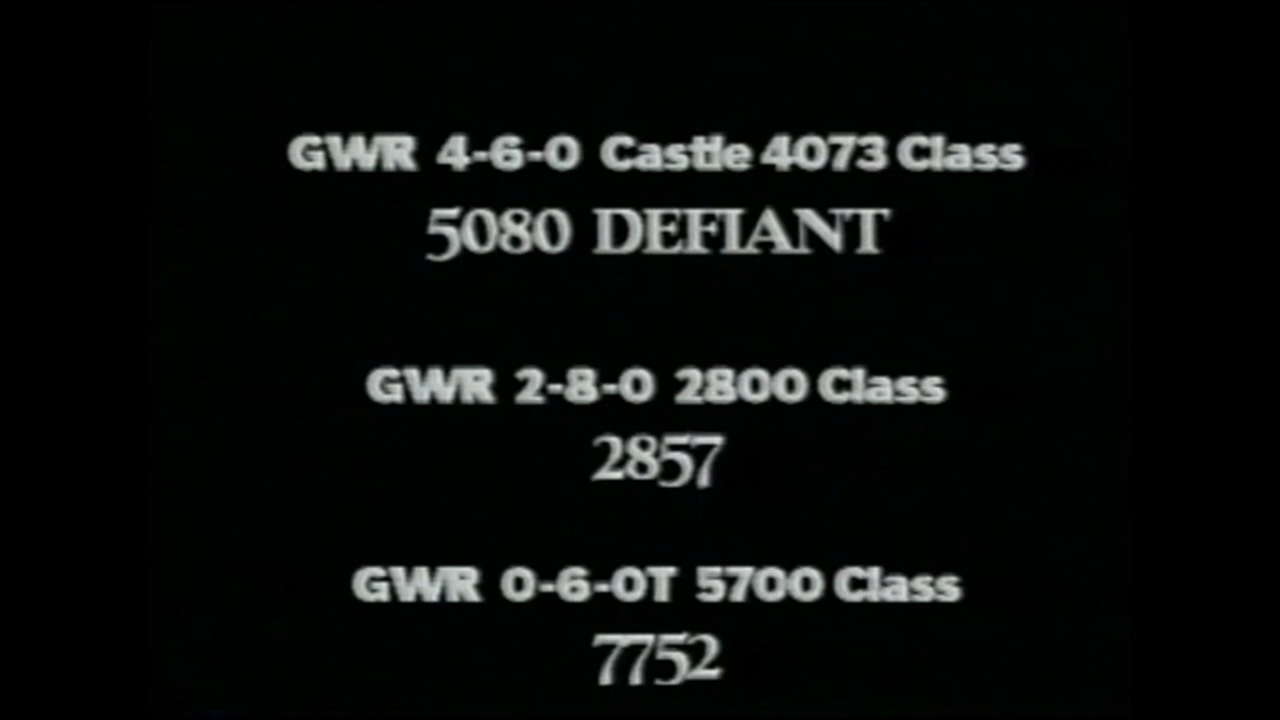 GWR 4-6-0 Castle 4073 Class
5080 DEFIANT
GWR 2-8-0 2800 Class
2857
GWR 0-6-0T 5700 Class
7752